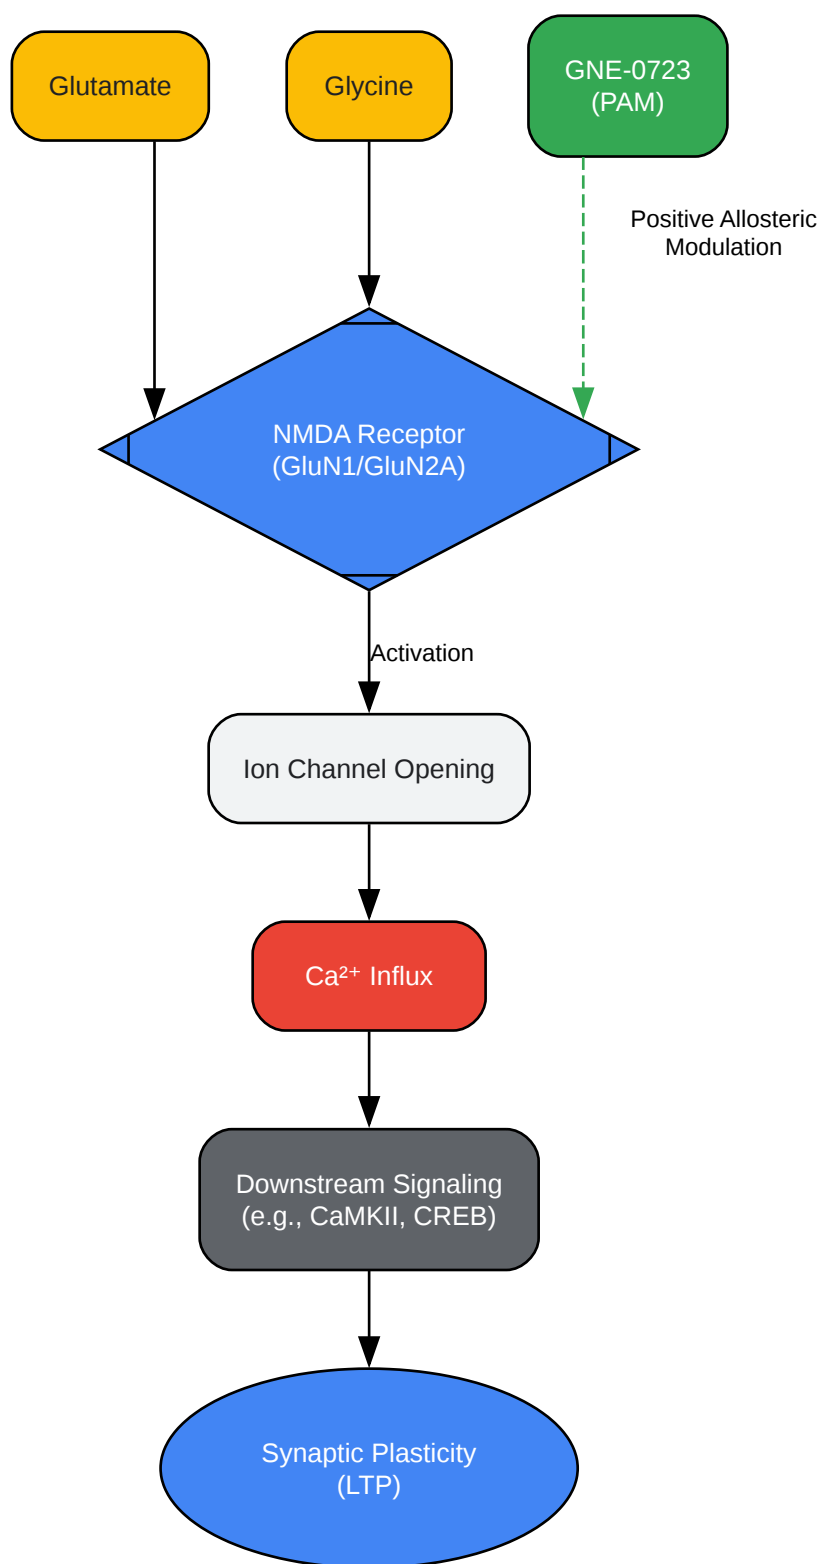 Glutamate
Glycine
GNE-0723
(PAM)
Positive Allosteric
Modulation
NMDA Receptor
(GluN1/GluN2A)
Activation
Ion Channel Opening
Ca²⁺ Influx
Downstream Signaling
(e.g., CaMKII, CREB)
Synaptic Plasticity
(LTP)